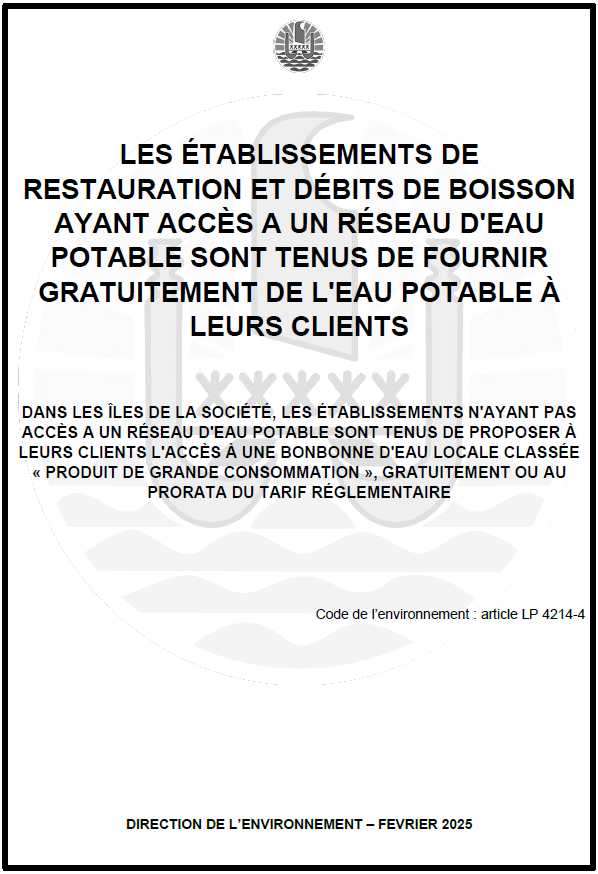 LES ÉTABLISSEMENTS DE
RESTAURATION ET DÉBITS DE BOISSON
AYANT ACCÈS A UN RÉSEAU D'EAU
POTABLE SONT TENUS DE FOURNIR
GRATUITEMENT DE L'EAU POTABLE À
LEURS CLIENTS
DANS LES ÎLES DE LA SOCIÉTÉ, LES ÉTABLISSEMENTS N'AYANT PAS
ACCÈS A UN RÉSEAU D'EAU POTABLE SONT TENUS DE PROPOSER À
LEURS CLIENTS L'ACCÈS À UNE BONBONNE D'EAU LOCALE CLASSÉE
« PRODUIT DE GRANDE CONSOMMATION », GRATUITEMENT OU AU
PRORATA DU TARIF RÉGLEMENTAIRE
Code de l’environnement : article LP 4214-4
DIRECTION DE L’ENVIRONNEMENT – FEVRIER 2025